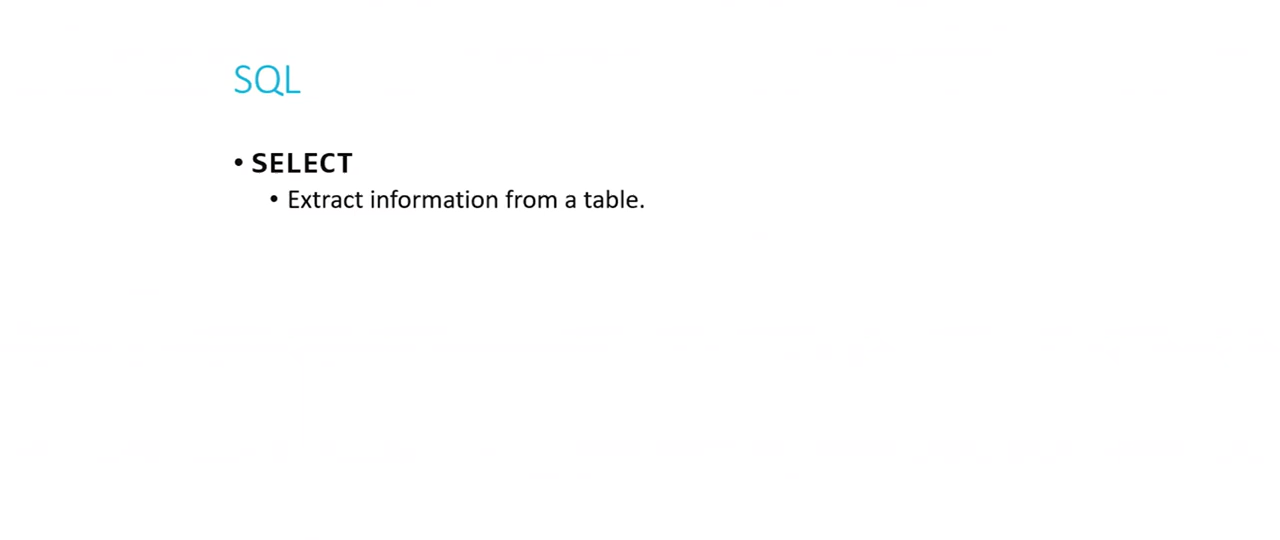 SQL
• SELECT
• Extract information from a table.